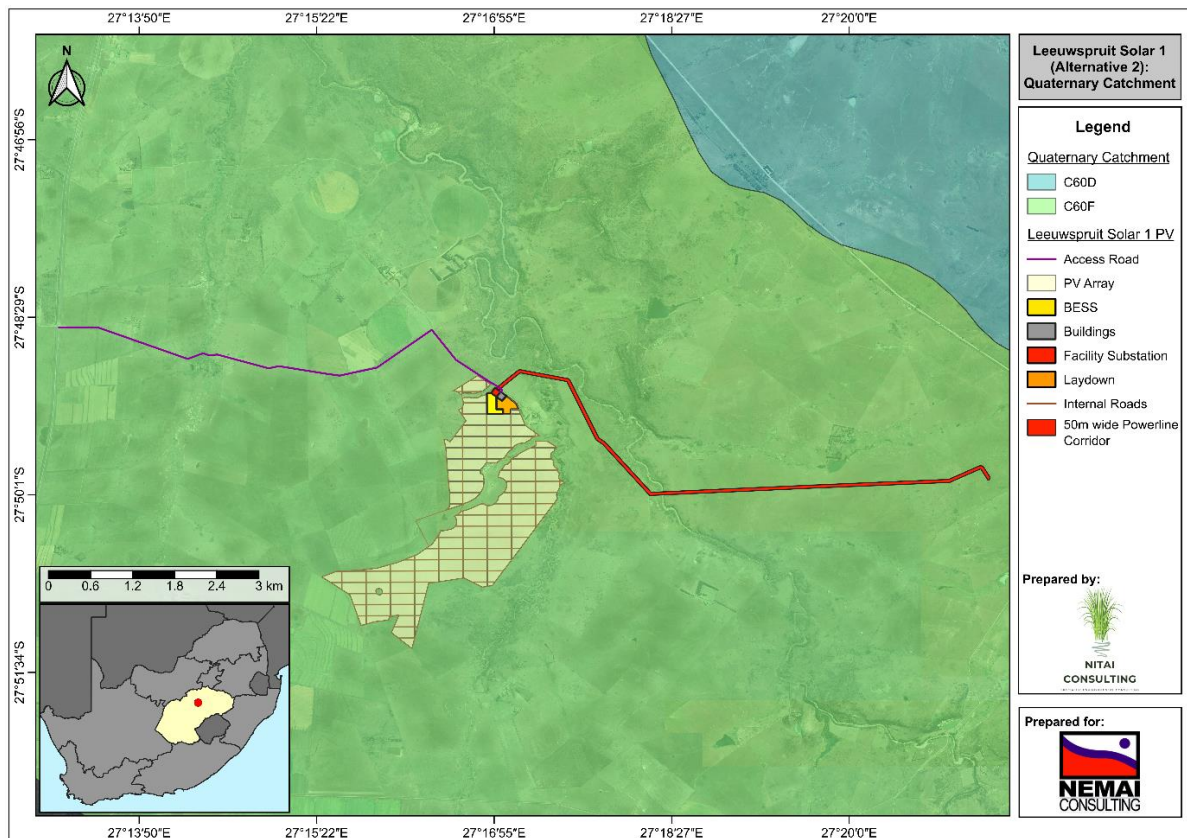 27°13'50"E 27°15'22"E 27°16'55"E 27°18'27"E 27°20'0"E
N
27°46'56"S
27°48'29"S
27°50'1"S
27°51'34"S
0 0.6 1.2 1.8 2.4 3 km
27°13'50"E 27°15'22"E 27°16'55"E 27°18'27"E 27°20'0"E
Leeuwspruit Solar 1
(Alternative 2):
Quaternary Catchment
Legend
Quaternary Catchment
C60D
C60F
Leeuwspruit Solar 1 PV
Access Road
PV Array
BESS
Buildings
Facility Substation
Laydown
Internal Roads
50m wide Powerline
Corridor
Prepared by:
NITAI
CONSULTING
Prepared for:
NEMAI
CONSULTING